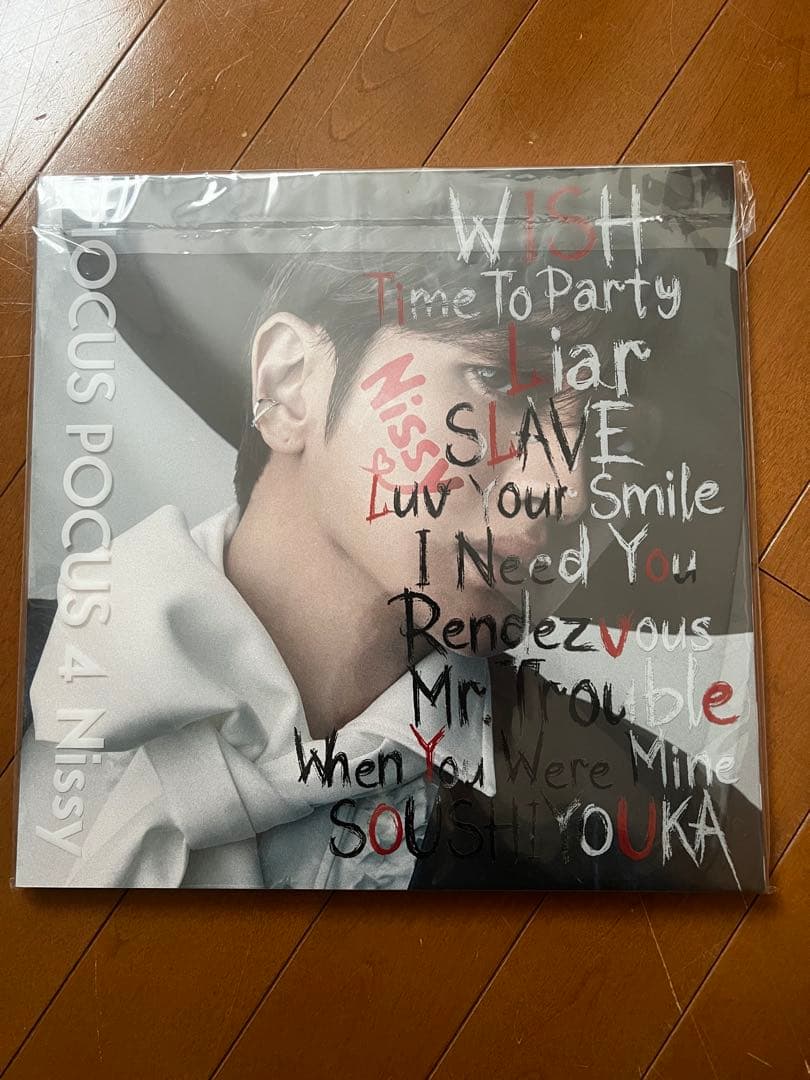 HOCUS POCUS 4 Nissy
WISH
Time To Party
Liar
Nissy
SLAVE
Luv Your Smile
I Need You
Rendezvous
Mr. Trouble
When You Were Mine
SOUSHIYOUKA